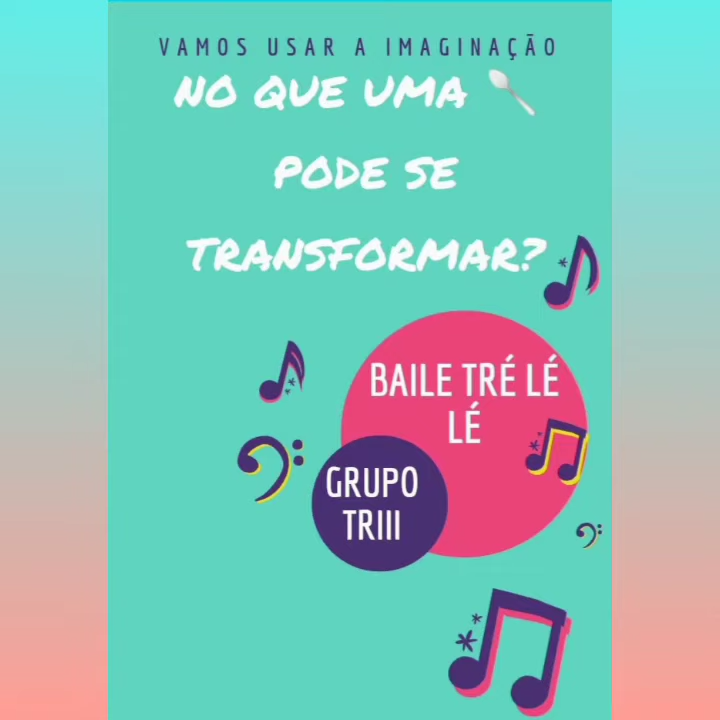 VAMOS USAR A IMAGINAÇÃO
NO QUE UMA 🥄
PODE SE
TRANSFORMAR?
BAILE TRÉ LÉ
LÉ
GRUPO
TRIII